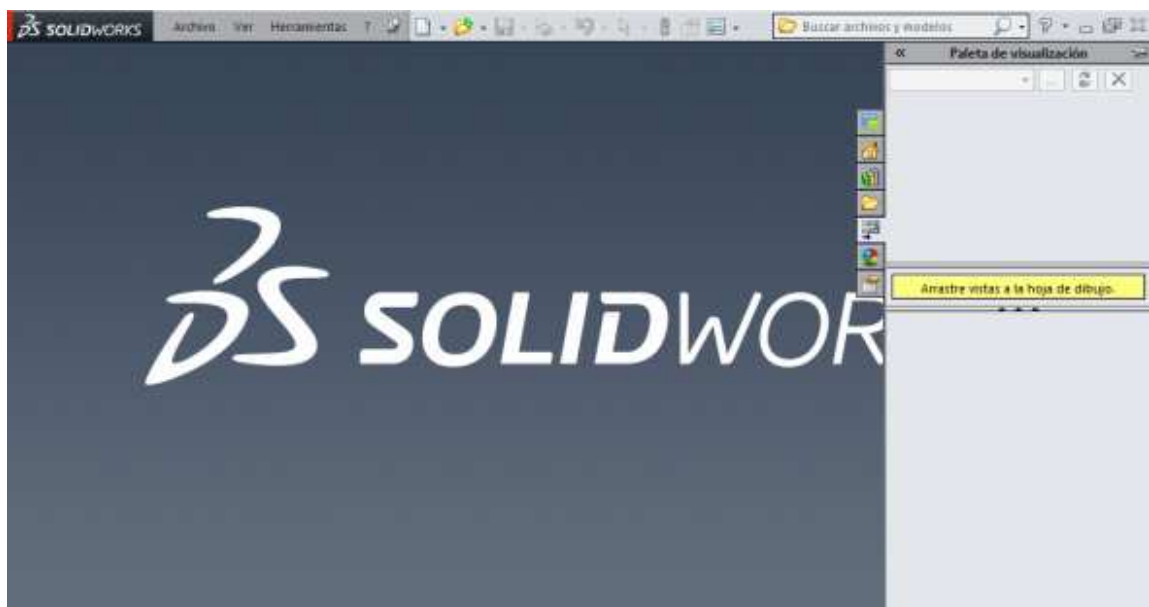 SOLIDWORKS Archivo Ver Herramientas ? Buscar archivos y modelos ?
Paleta de visualización
SOLIDWOR
Arrastre vistas a la hoja de dibujo.